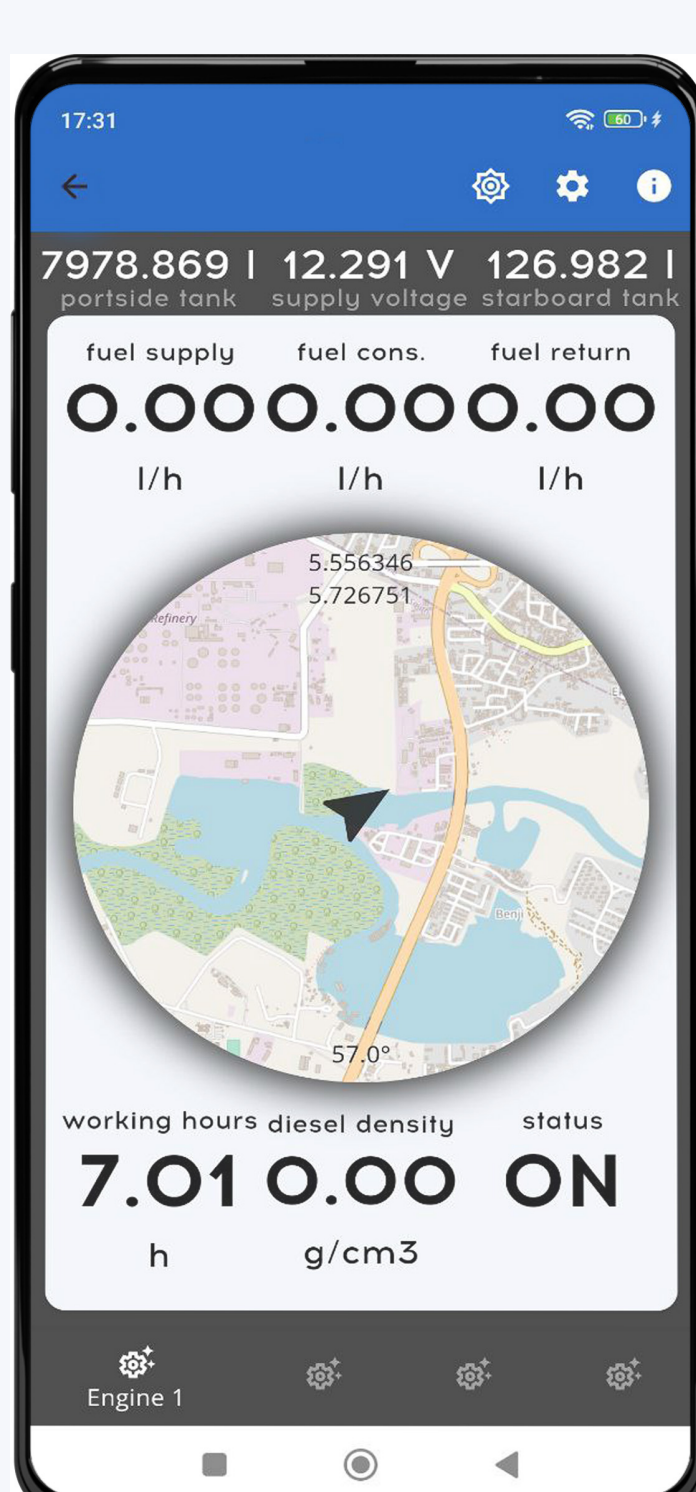 17:31
60
7978.869 l 12.291 V 126.982 l
portside tank supply voltage starboard tank
fuel supply fuel cons. fuel return
0.00 0.00 0.00
l/h l/h l/h
5.556346
5.726751
Refinery
Benji
57.0°
working hours diesel density status
7.01 0.00 ON
h g/cm3
Engine 1